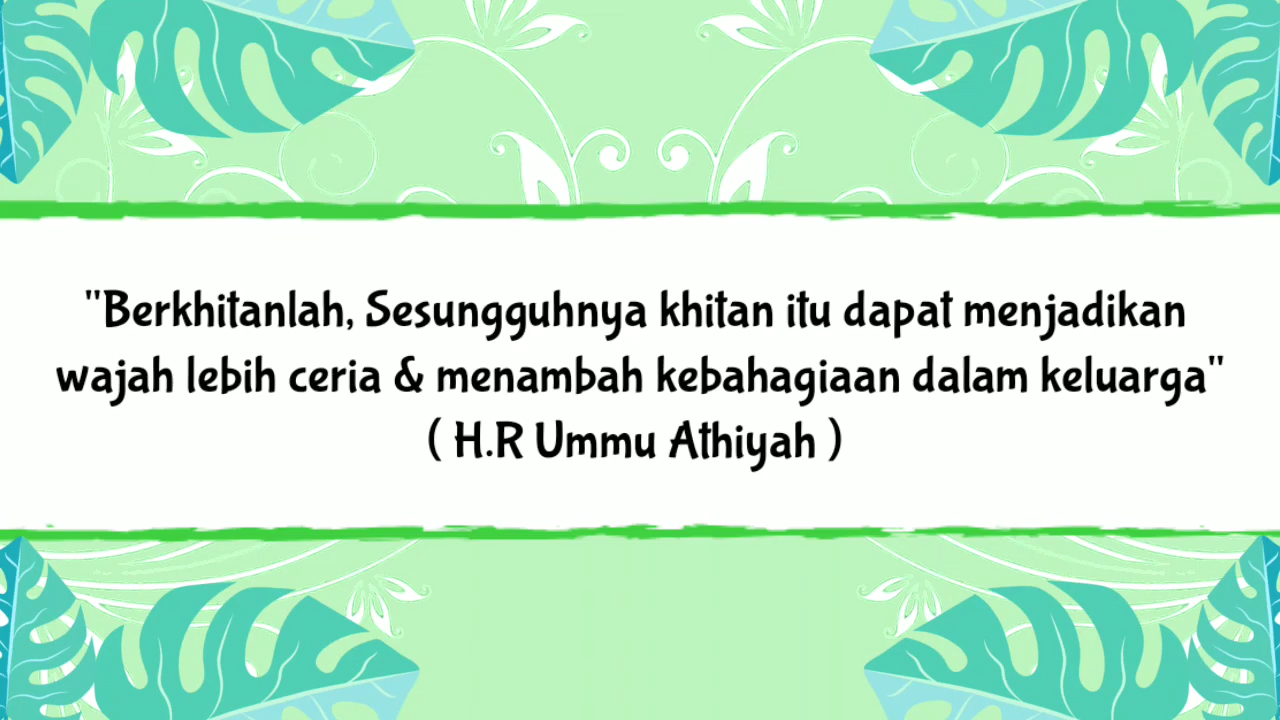 "Berkhitanlah, Sesungguhnya khitan itu dapat menjadikan
wajah lebih ceria & menambah kebahagiaan dalam keluarga"
( H.R Ummu Athiyah )